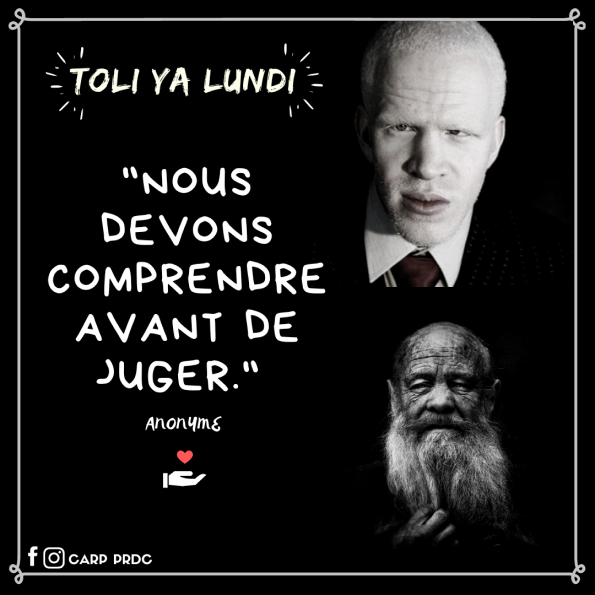 TOLI YA LUNDI
"NOUS
DEVONS
COMPRENDRE
AVANT DE
JUGER."
ANONYME
CARP PRDC